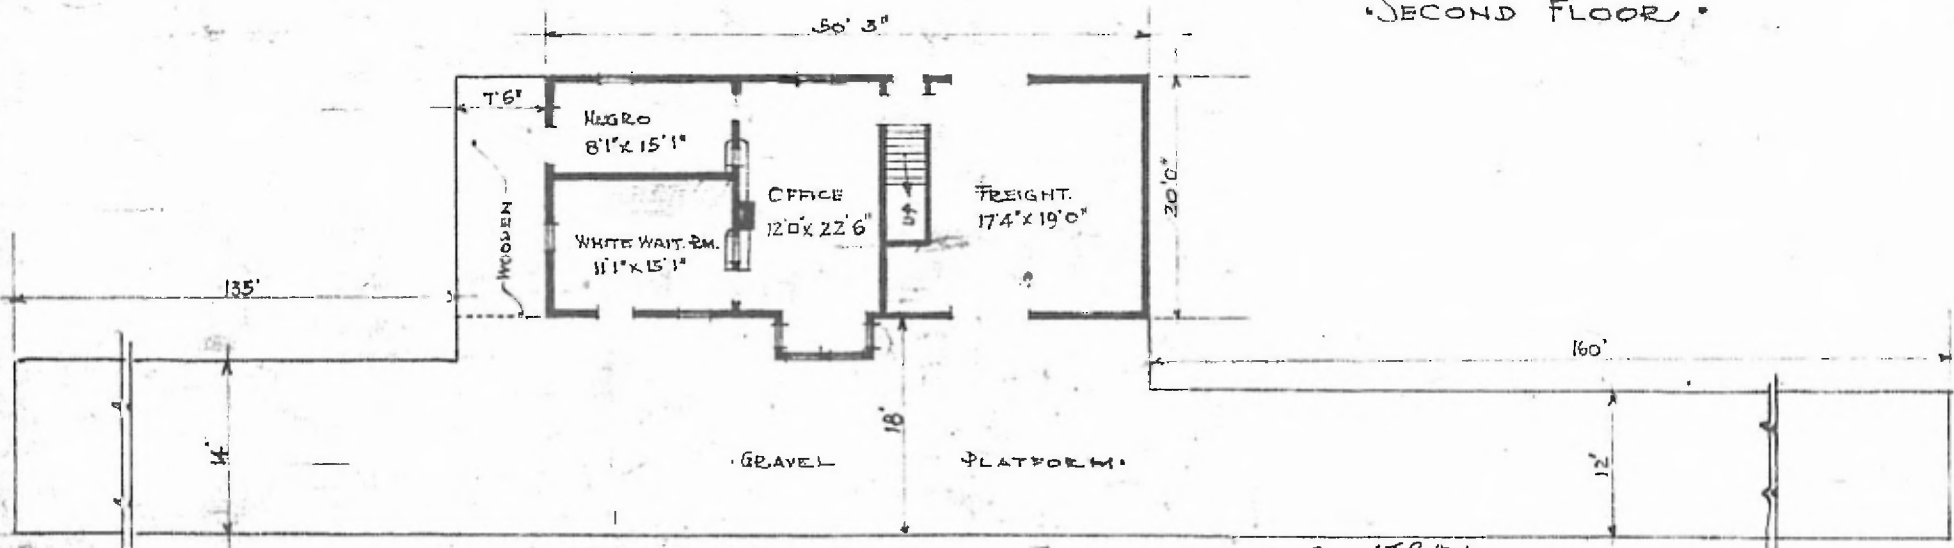 ·SECOND FLOOR·
50' 3"
7'6"
NEGRO
8'1" x 15'1"
OFFICE
12'0" x 22'6"
FREIGHT.
17'4" x 19'0"
20'0"
UP
WOODEN
WHITE WAIT. RM.
11'1" x 15'1"
135'
160'
14'
18'
12'
·GRAVEL PLATFORM·